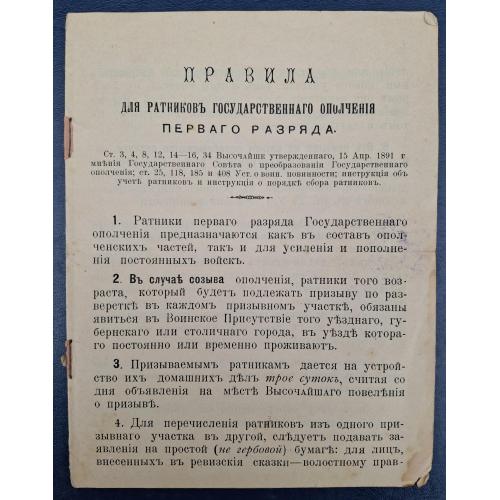 ПРАВИЛА
ДЛЯ РАТНИКОВЪ ГОСУДАРСТВЕННАГО ОПОЛЧЕНІЯ
ПЕРВАГО РАЗРЯДА.
Ст. 3, 4, 8, 12, 14—16, 34 Высочайше утвержденнаго, 15 Апр. 1891 г
мнѣнія Государственнаго Совѣта о преобразованіи Государственнаго
ополченія; ст. 25, 118, 185 и 408 Уст. о воин. повинности; инструкція объ
учетѣ ратниковъ и инструкція о порядкѣ сбора ратниковъ.
1. Ратники перваго разряда Государственнаго
ополченія предназначаются какъ въ составъ опол-
ченскихъ частей, такъ и для усиленія и пополне-
нія постоянныхъ войскъ.
2. Въ случаѣ созыва ополченія, ратники того воз-
раста, который будетъ подлежать призыву по раз-
версткѣ въ каждомъ призывномъ участкѣ, обязаны
явиться въ Воинское Присутствіе того уѣзднаго, гу-
бернскаго или столичнаго города, въ уѣздѣ котора-
го постоянно или временно проживаютъ.
3. Призываемымъ ратникамъ дается на устрой-
ство ихъ домашнихъ дѣлъ трое сутокъ, считая со
дня объявленія на мѣстѣ Высочайшаго повелѣнія
о призывѣ.
4. Для перечисленія ратниковъ изъ одного при-
зывнаго участка въ другой, слѣдуетъ подавать за-
явленія на простой (не гербовой) бумагѣ: для лицъ,
внесенныхъ въ ревизскія сказки—волостному прав-